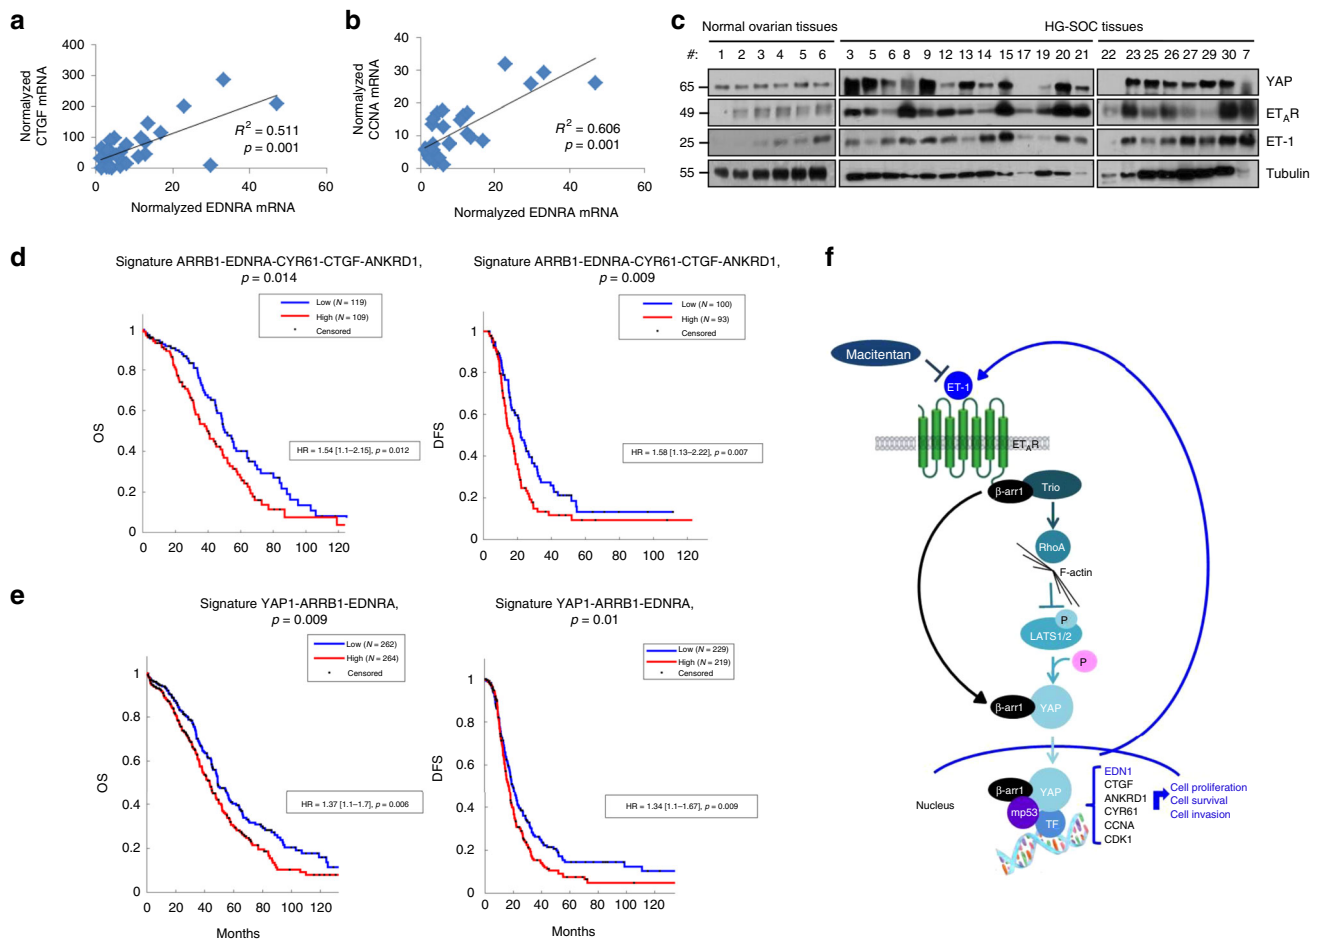 a
400
300
200
100
0
Normalyzed
CTGF mRNA
R² = 0.511
p = 0.001
0 20 40 60
Normalyzed EDNRA mRNA
b
40
30
20
10
0
Normalyzed
CCNA mRNA
R² = 0.606
p = 0.001
0 20 40 60
Normalyzed EDNRA mRNA
c
Normal ovarian tissues
HG-SOC tissues
#: 1 2 3 4 5 6 3 5 6 8 9 12 13 14 15 17 19 20 21 22 23 25 26 27 29 30 7
65 YAP
49 ETAR
25 ET-1
55 Tubulin
d
Signature ARRB1-EDNRA-CYR61-CTGF-ANKRD1,
p = 0.014
Low (N = 119)
High (N = 109)
Censored
1
0.8
0.6
0.4
0.2
0
OS
HR = 1.54 [1.1–2.15], p = 0.012
0 20 40 60 80 100 120
Signature ARRB1-EDNRA-CYR61-CTGF-ANKRD1,
p = 0.009
Low (N = 100)
High (N = 93)
Censored
1
0.8
0.6
0.4
0.2
0
DFS
HR = 1.58 [1.13–2.22], p = 0.007
0 20 40 60 80 100 120
e
Signature YAP1-ARRB1-EDNRA,
p = 0.009
Low (N = 262)
High (N = 264)
Censored
1
0.8
0.6
0.4
0.2
0
OS
HR = 1.37 [1.1–1.7], p = 0.006
0 20 40 60 80 100 120
Months
Signature YAP1-ARRB1-EDNRA,
p = 0.01
Low (N = 229)
High (N = 219)
Censored
1
0.8
0.6
0.4
0.2
0
DFS
HR = 1.34 [1.1–1.67], p = 0.009
0 20 40 60 80 100 120
Months
f
Macitentan
ET-1
ETAR
β-arr1
Trio
RhoA
F-actin
P
LATS1/2
P
β-arr1
YAP
Nucleus
β-arr1
YAP
mp53
TF
EDN1
CTGF
ANKRD1
CYR61
CCNA
CDK1
Cell proliferation
Cell survival
Cell invasion